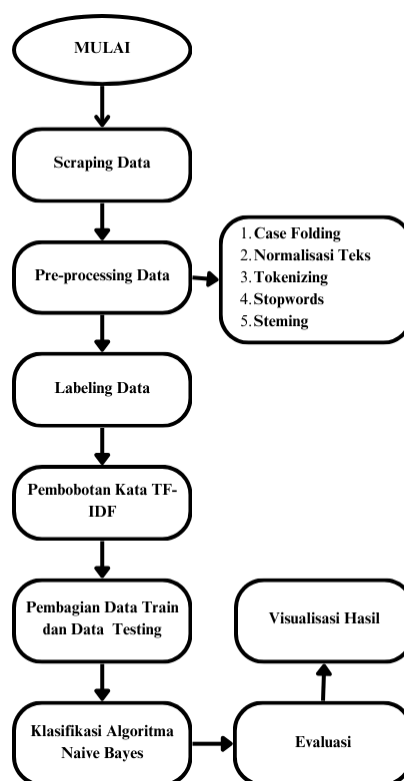 MULAI
Scraping Data
Pre-processing Data
1. Case Folding
2. Normalisasi Teks
3. Tokenizing
4. Stopwords
5. Steming
Labeling Data
Pembobotan Kata TF-
IDF
Pembagian Data Train
dan Data Testing
Visualisasi Hasil
Klasifikasi Algoritma
Naive Bayes
Evaluasi